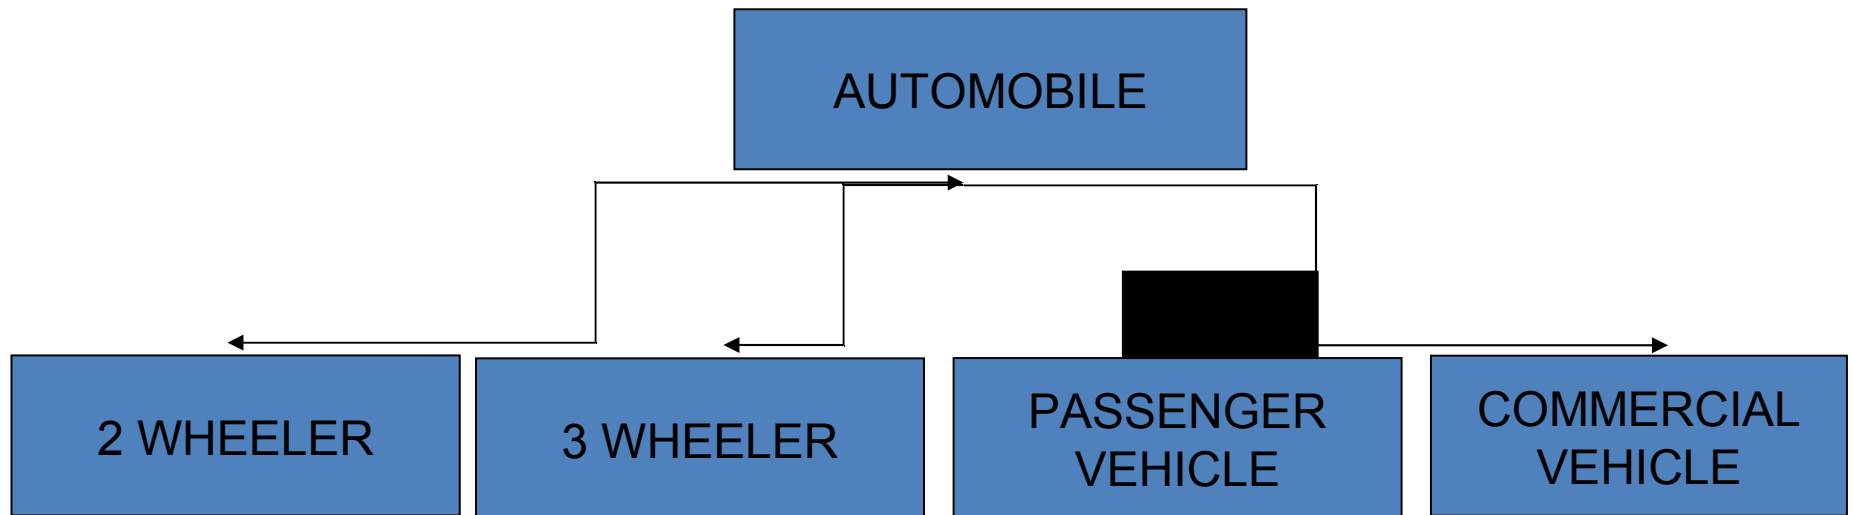 AUTOMOBILE
2 WHEELER
3 WHEELER
PASSENGER
VEHICLE
COMMERCIAL
VEHICLE